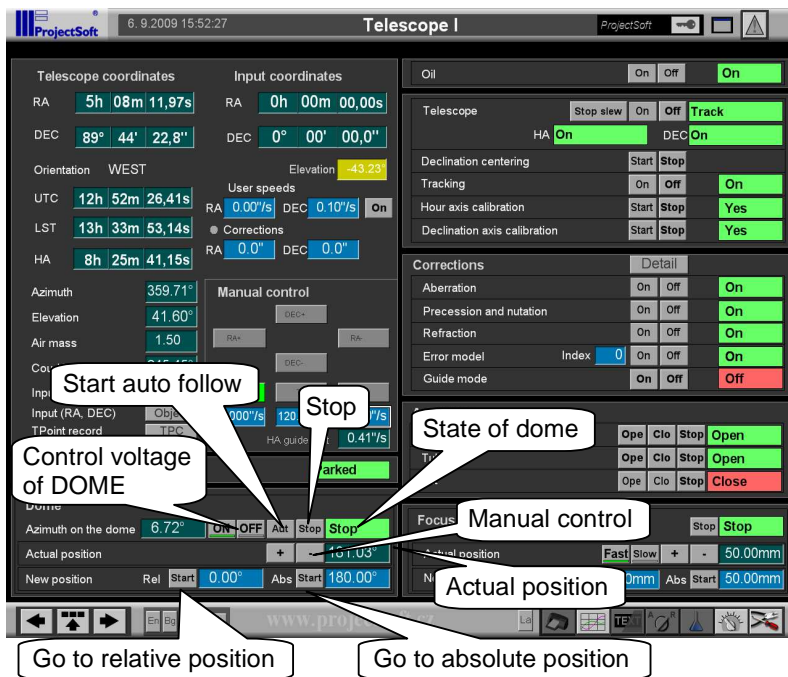 ProjectSoft
6. 9.2009 15:52:27
Telescope I
ProjectSoft
Off
Telescope coordinates
Input coordinates
RA 5h 08m 11,97s
RA 0h 00m 00,00s
DEC 89° 44' 22,8''
DEC 0° 00' 00,0''
Orientation WEST
Elevation -43.23°
UTC 12h 52m 26,41s
User speeds
RA 0.00''/s DEC 0.10''/s On
LST 13h 33m 53,14s
Corrections
RA 0.0'' DEC 0.0''
HA 8h 25m 41,15s
Azimuth 359.71°
Manual control
Elevation 41.60°
DEC+
Air mass 1.50
RA+ RA-
DEC-
Input (RA, DEC)
TPoint record TPC
0.41''/s
Oil On Off On
Telescope Stop slew On Off Track
HA On DEC On
Declination centering Start Stop
Tracking On Off On
Hour axis calibration Start Stop Yes
Declination axis calibration Start Stop Yes
Corrections Detail
Aberration On Off On
Precession and nutation On Off On
Refraction On Off On
Error model Index 0 On Off On
Guide mode On Off Off
Ope Clo Stop Open
Ope Clo Stop Open
Ope Clo Stop Close
Start auto follow
Stop
State of dome
Control voltage
of DOME
Manual control
Actual position
Dome
Azimuth on the dome 6.72° ON OFF Aut Stop Stop
Actual position + - 181.03°
New position Rel Start 0.00° Abs Start 180.00°
Focus
Stop Stop
Actual position Fast Slow + - 50.00mm
Abs Start 50.00mm
En Bg
La
TEXT
A R
Go to relative position
Go to absolute position